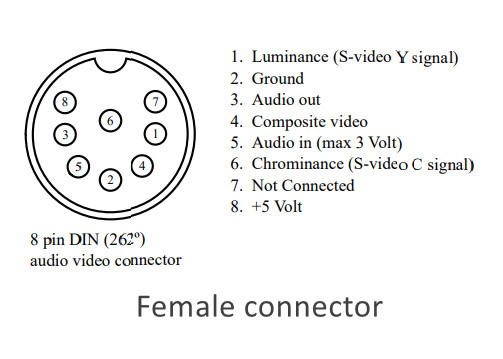 1. Luminance (S-video Y signal)
2. Ground
3. Audio out
4. Composite video
5. Audio in (max 3 Volt)
6. Chrominance (S-video C signal)
7. Not Connected
8. +5 Volt
8 7
6
3 1
5 4
2
8 pin DIN (262º)
audio video connector
Female connector